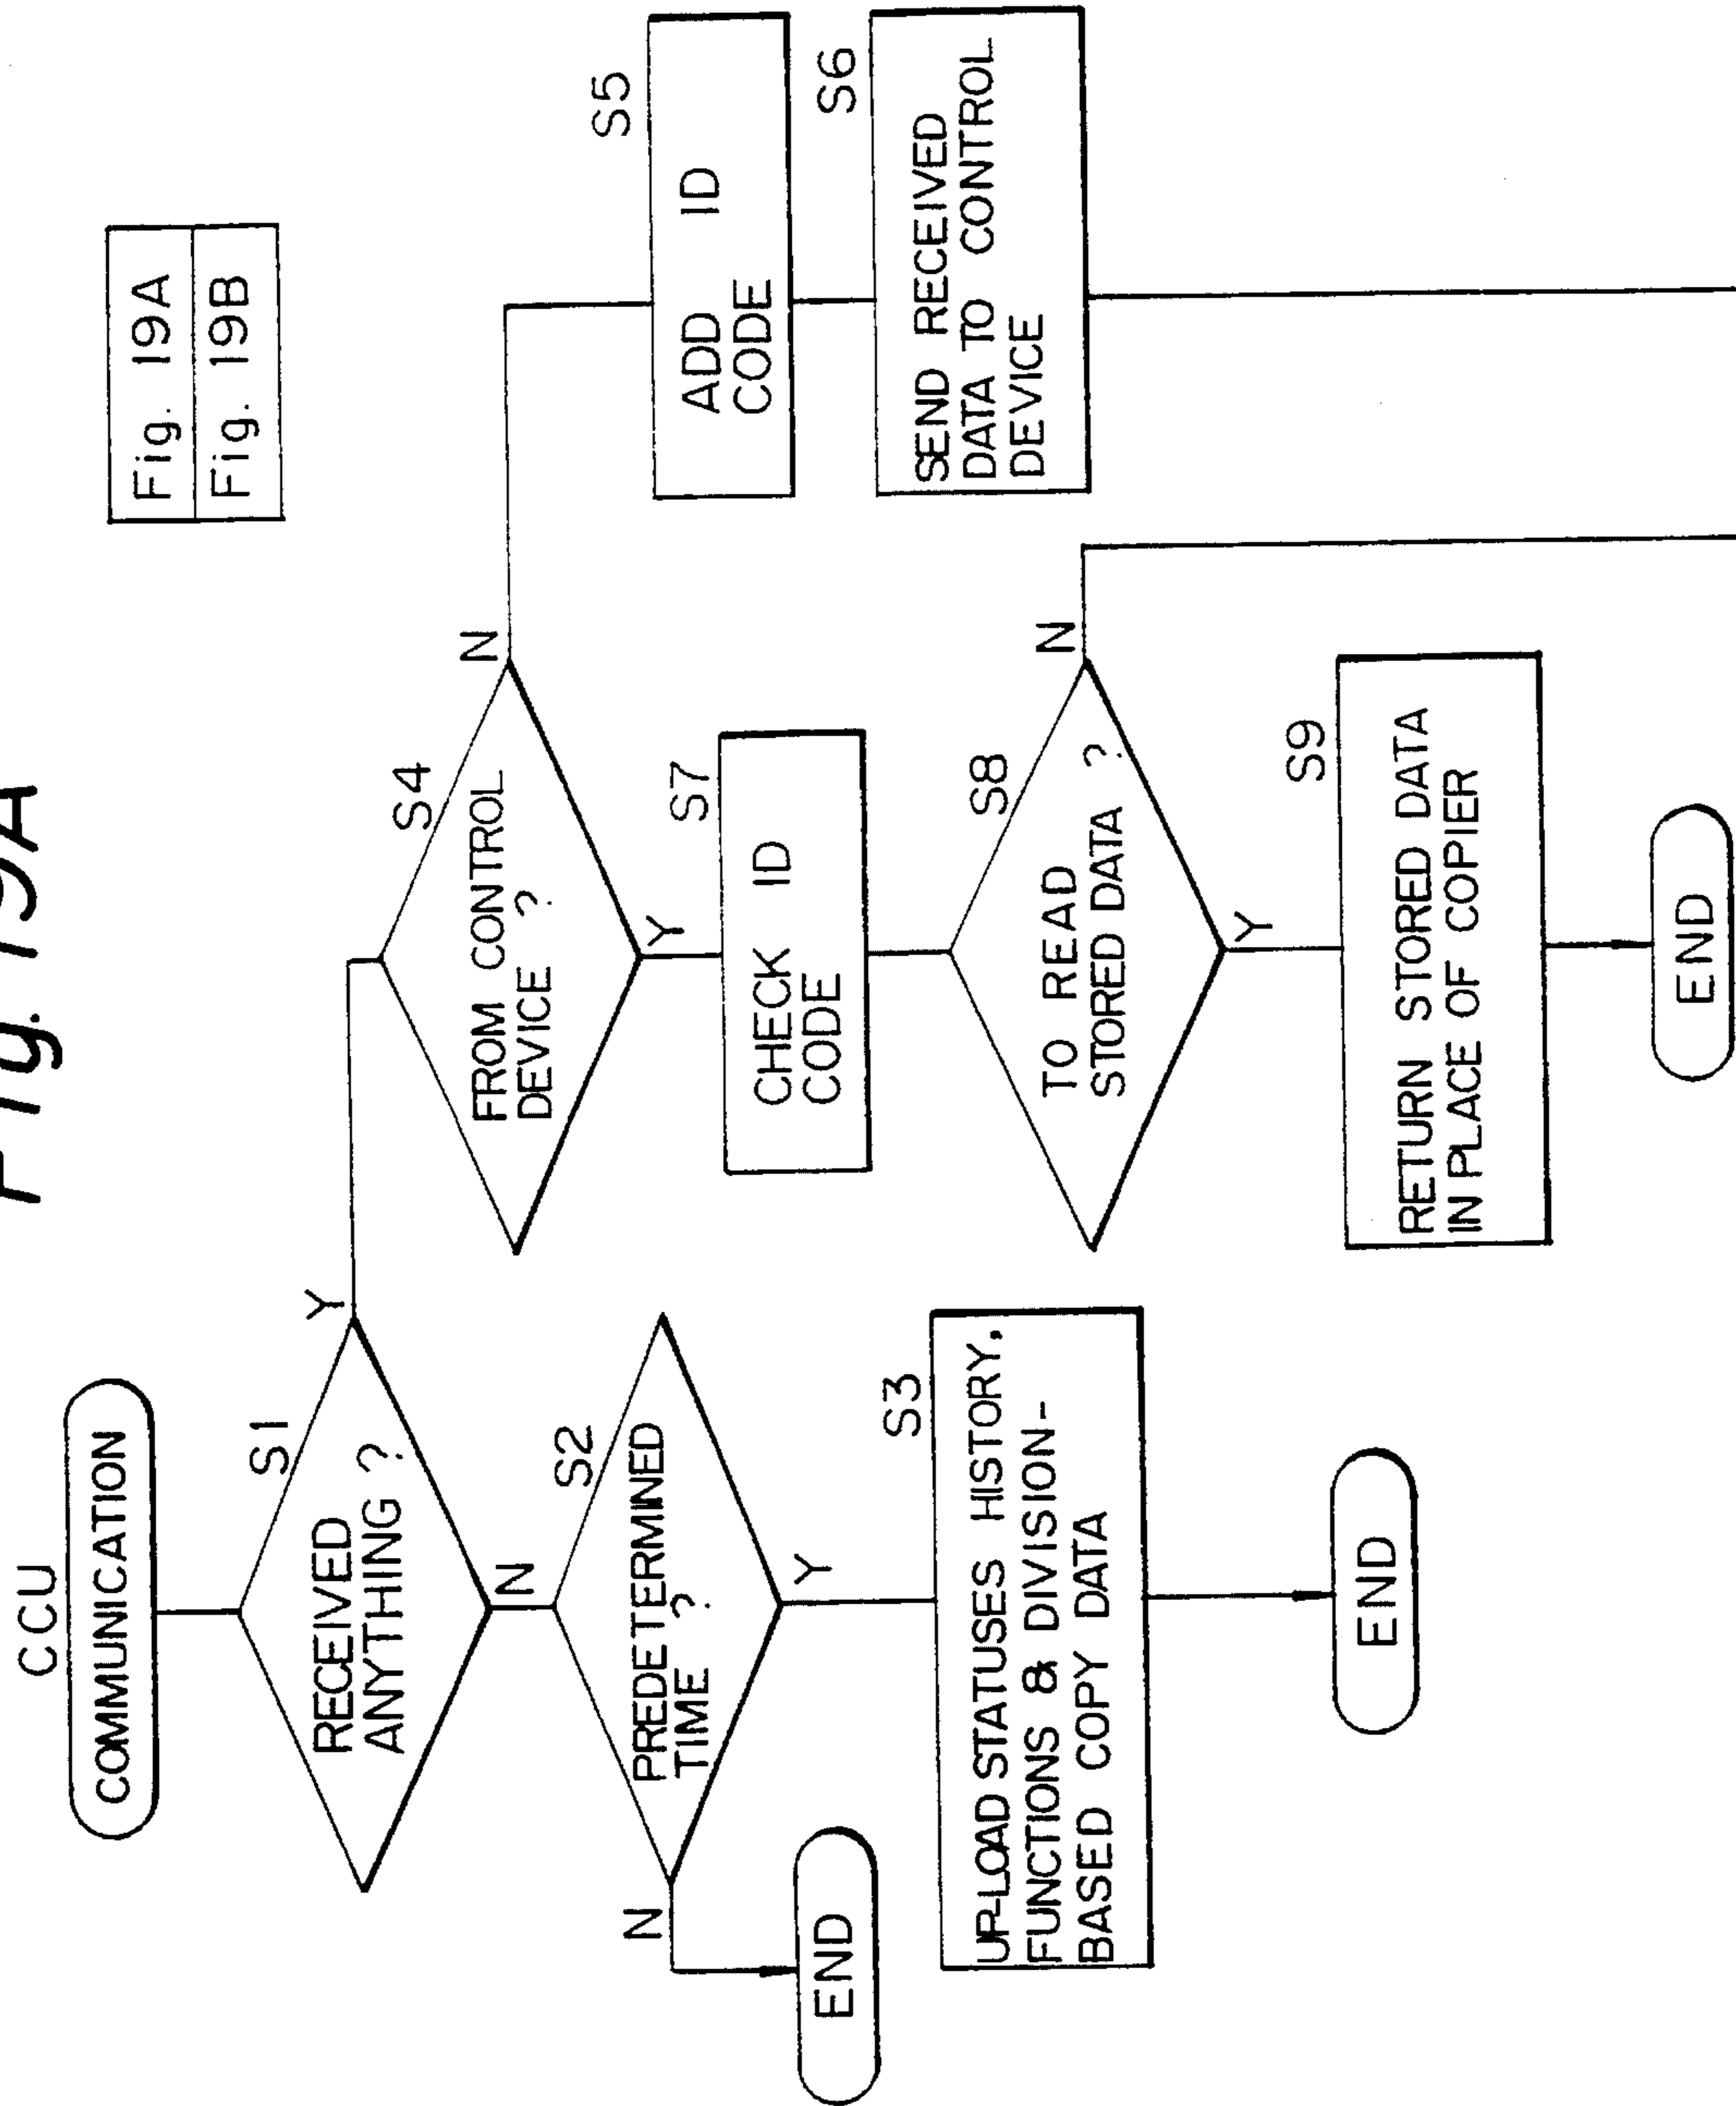 Fig. 19A
Fig. 19A
Fig. 19B
CCU
COMMUNICATION
S1
RECEIVED
ANYTHING ?
Y
N
S2
PREDETERMINED
TIME ?
N
Y
END
S3
UP-LOAD STATUSES HISTORY,
FUNCTIONS & DIVISION-
BASED COPY DATA
END
S4
FROM CONTROL
DEVICE ?
N
Y
S5
ADD ID
CODE
S6
SEND RECEIVED
DATA TO CONTROL
DEVICE
S7
CHECK ID
CODE
S8
TO READ
STORED DATA ?
N
Y
S9
RETURN STORED DATA
IN PLACE OF COPIER
END